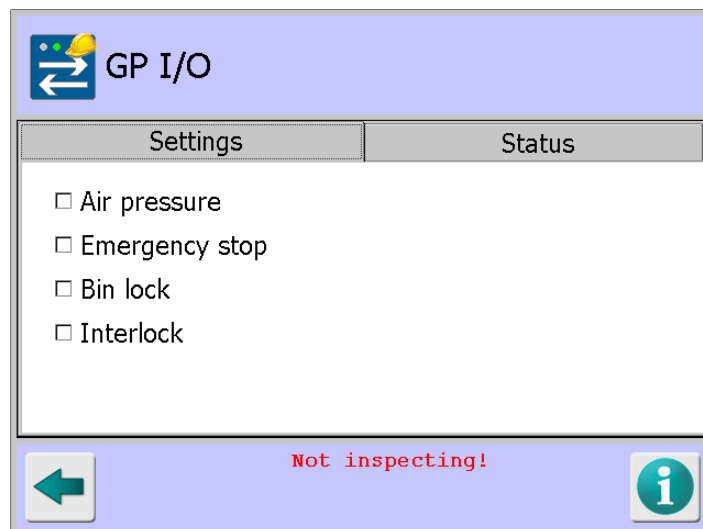 GP I/O
Settings Status
Air pressure
Emergency stop
Bin lock
Interlock
Not inspecting!
i